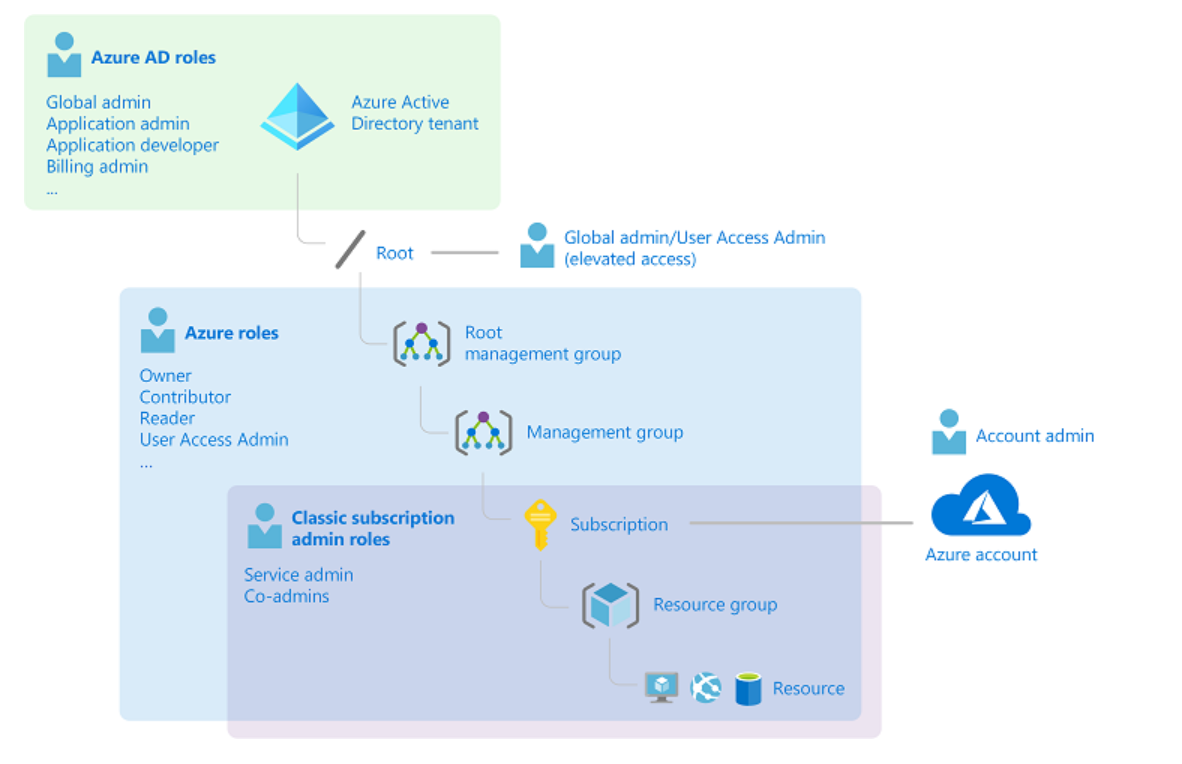 Azure AD roles
Global admin
Application admin
Application developer
Billing admin
...
Azure Active
Directory tenant
Root
Global admin/User Access Admin
(elevated access)
Azure roles
Owner
Contributor
Reader
User Access Admin
...
Root
management group
Management group
Account admin
Classic subscription
admin roles
Service admin
Co-admins
Subscription
Azure account
Resource group
Resource